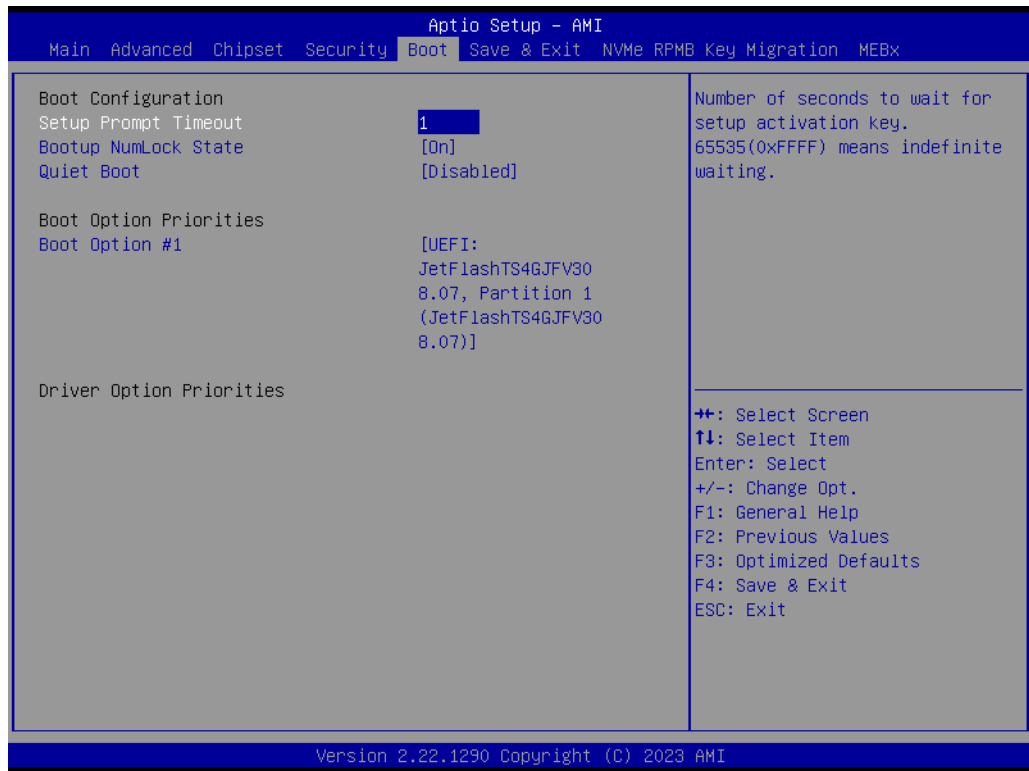 Aptio Setup – AMI
Main Advanced Chipset Security Boot Save & Exit NVMe RPMB Key Migration MEBx
Boot Configuration
Setup Prompt Timeout 1
Bootup NumLock State [On]
Quiet Boot [Disabled]
Boot Option Priorities
Boot Option #1 [UEFI:
JetFlashTS4GJFV30
8.07, Partition 1
(JetFlashTS4GJFV30
8.07)]
Driver Option Priorities
Number of seconds to wait for
setup activation key.
65535(0xFFFF) means indefinite
waiting.
→←: Select Screen
↑↓: Select Item
Enter: Select
+/-: Change Opt.
F1: General Help
F2: Previous Values
F3: Optimized Defaults
F4: Save & Exit
ESC: Exit
Version 2.22.1290 Copyright (C) 2023 AMI